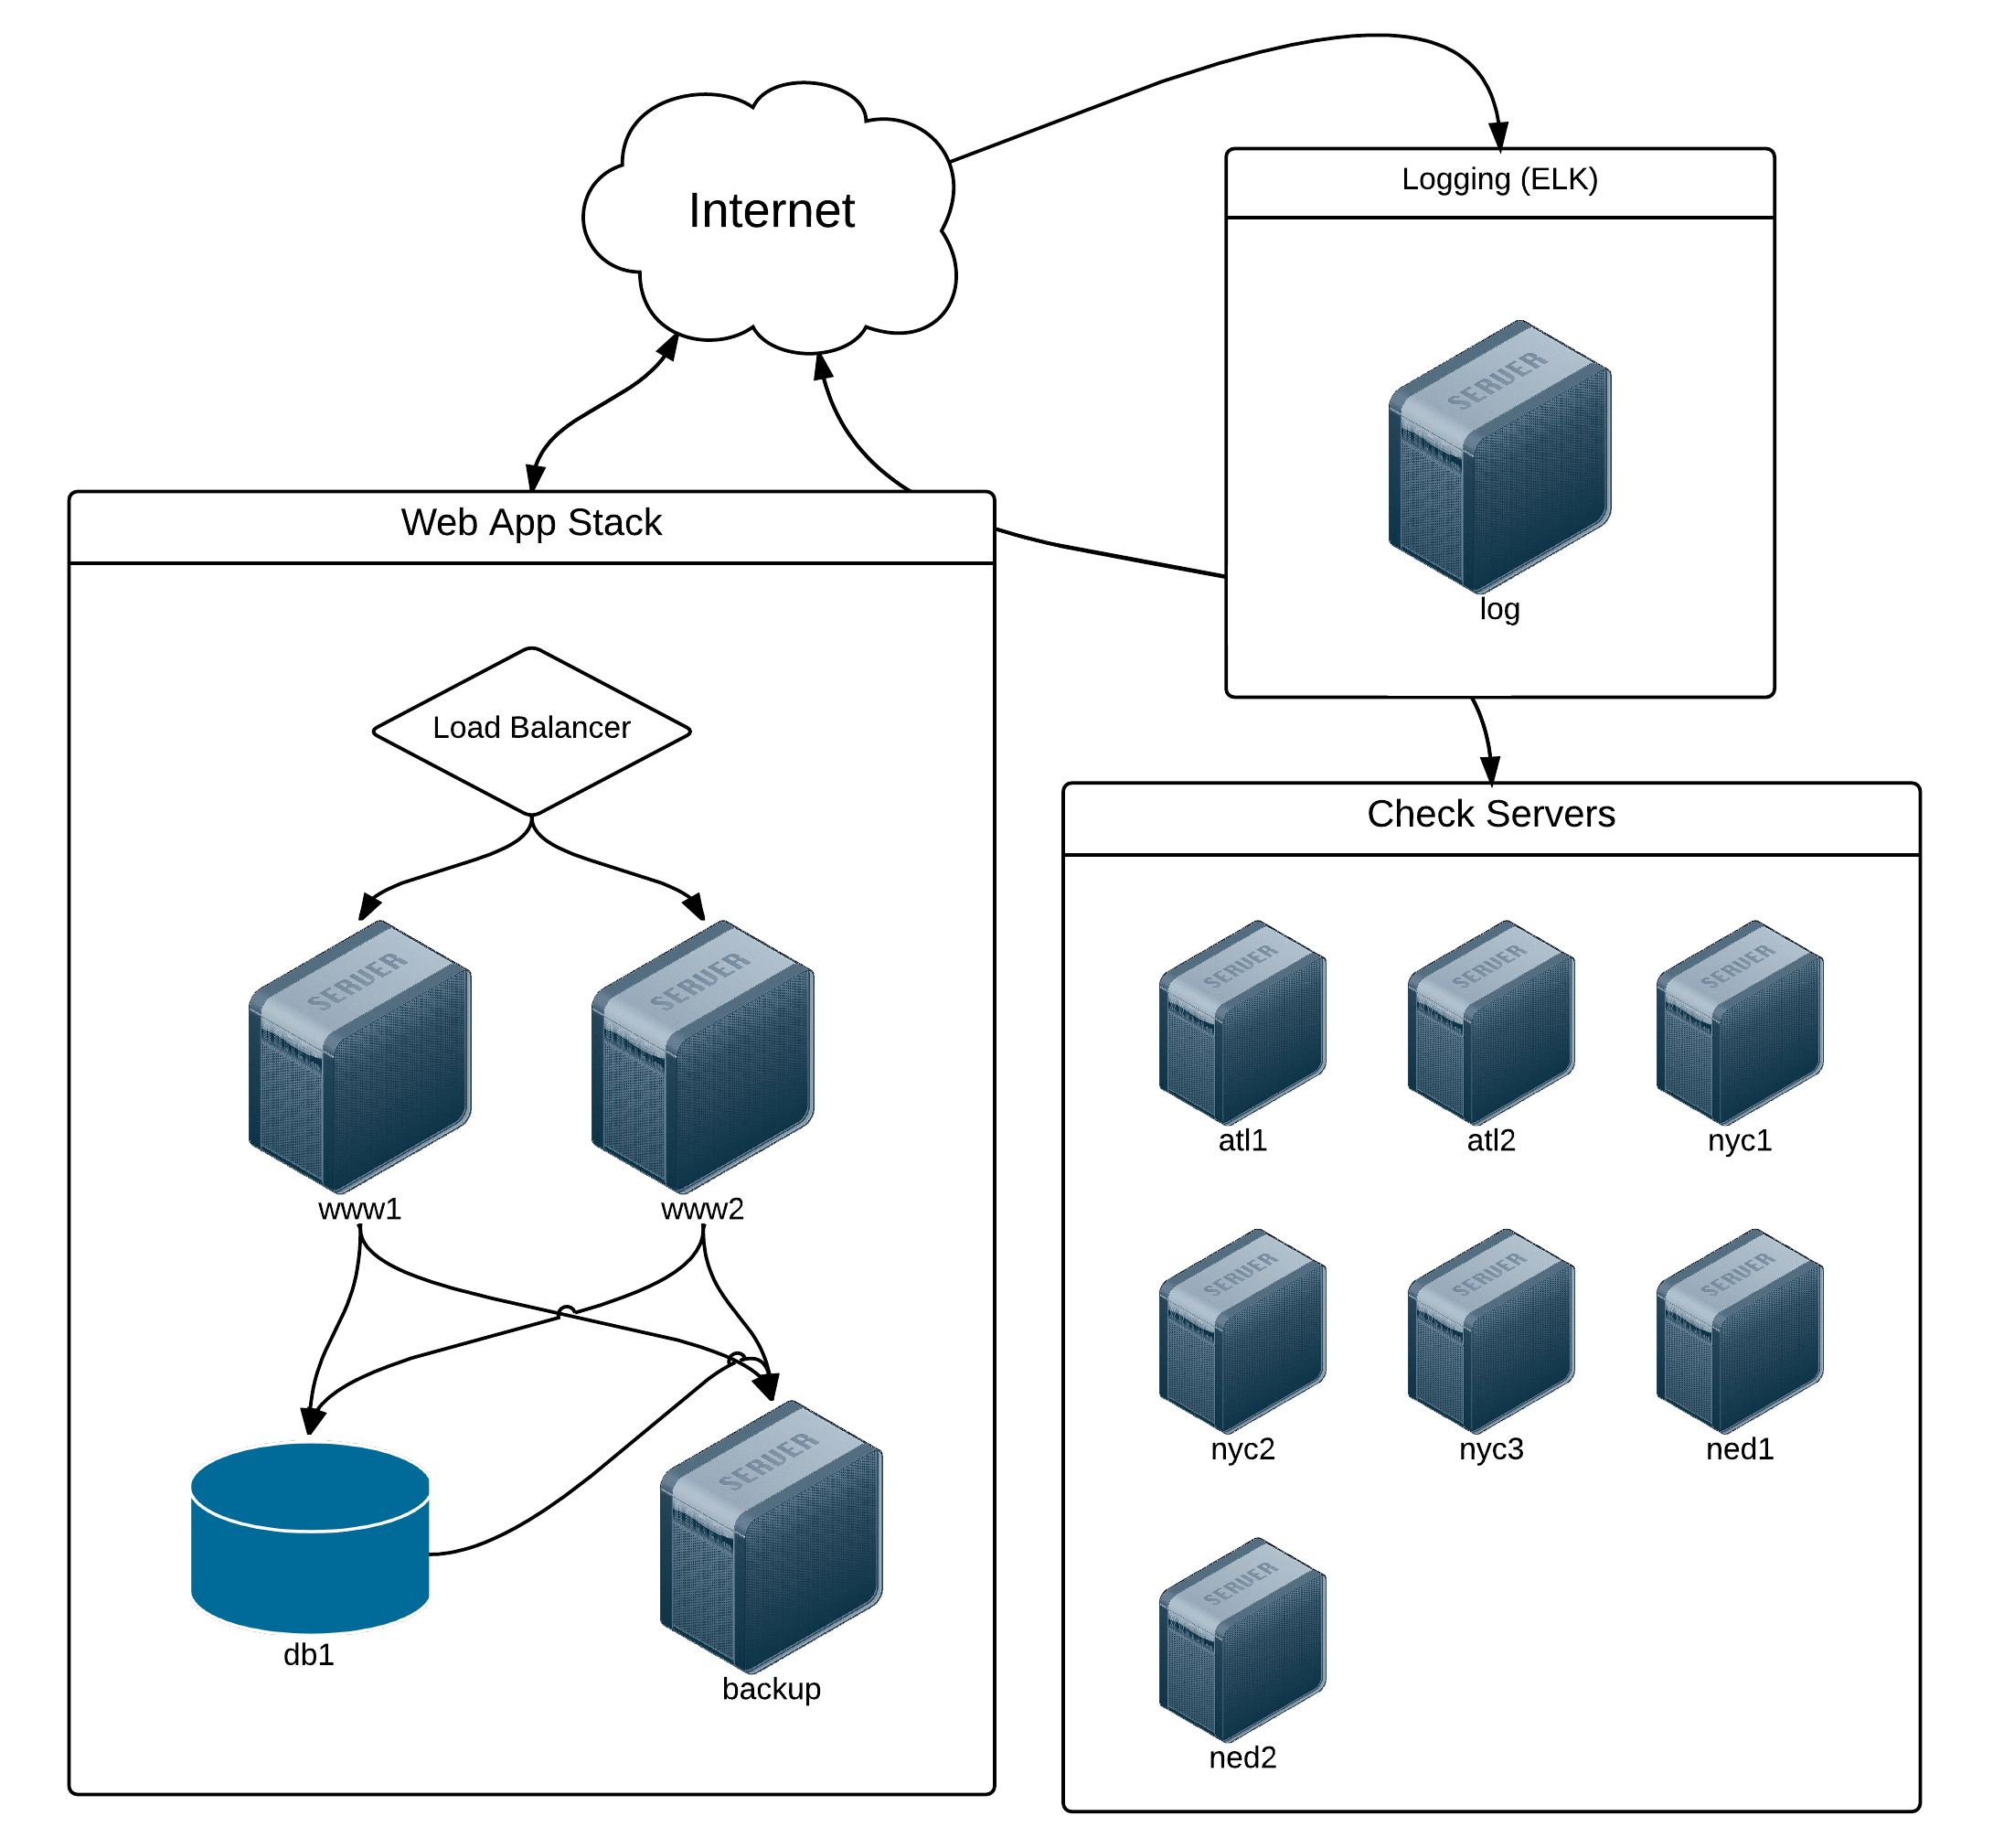 Internet
Logging (ELK)
SERVER
log
Web App Stack
Load Balancer
SERVER
SERVER
www1
www2
SERVER
db1
backup
Check Servers
SERVER
SERVER
SERVER
atl1
atl2
nyc1
SERVER
SERVER
SERVER
nyc2
nyc3
ned1
SERVER
ned2